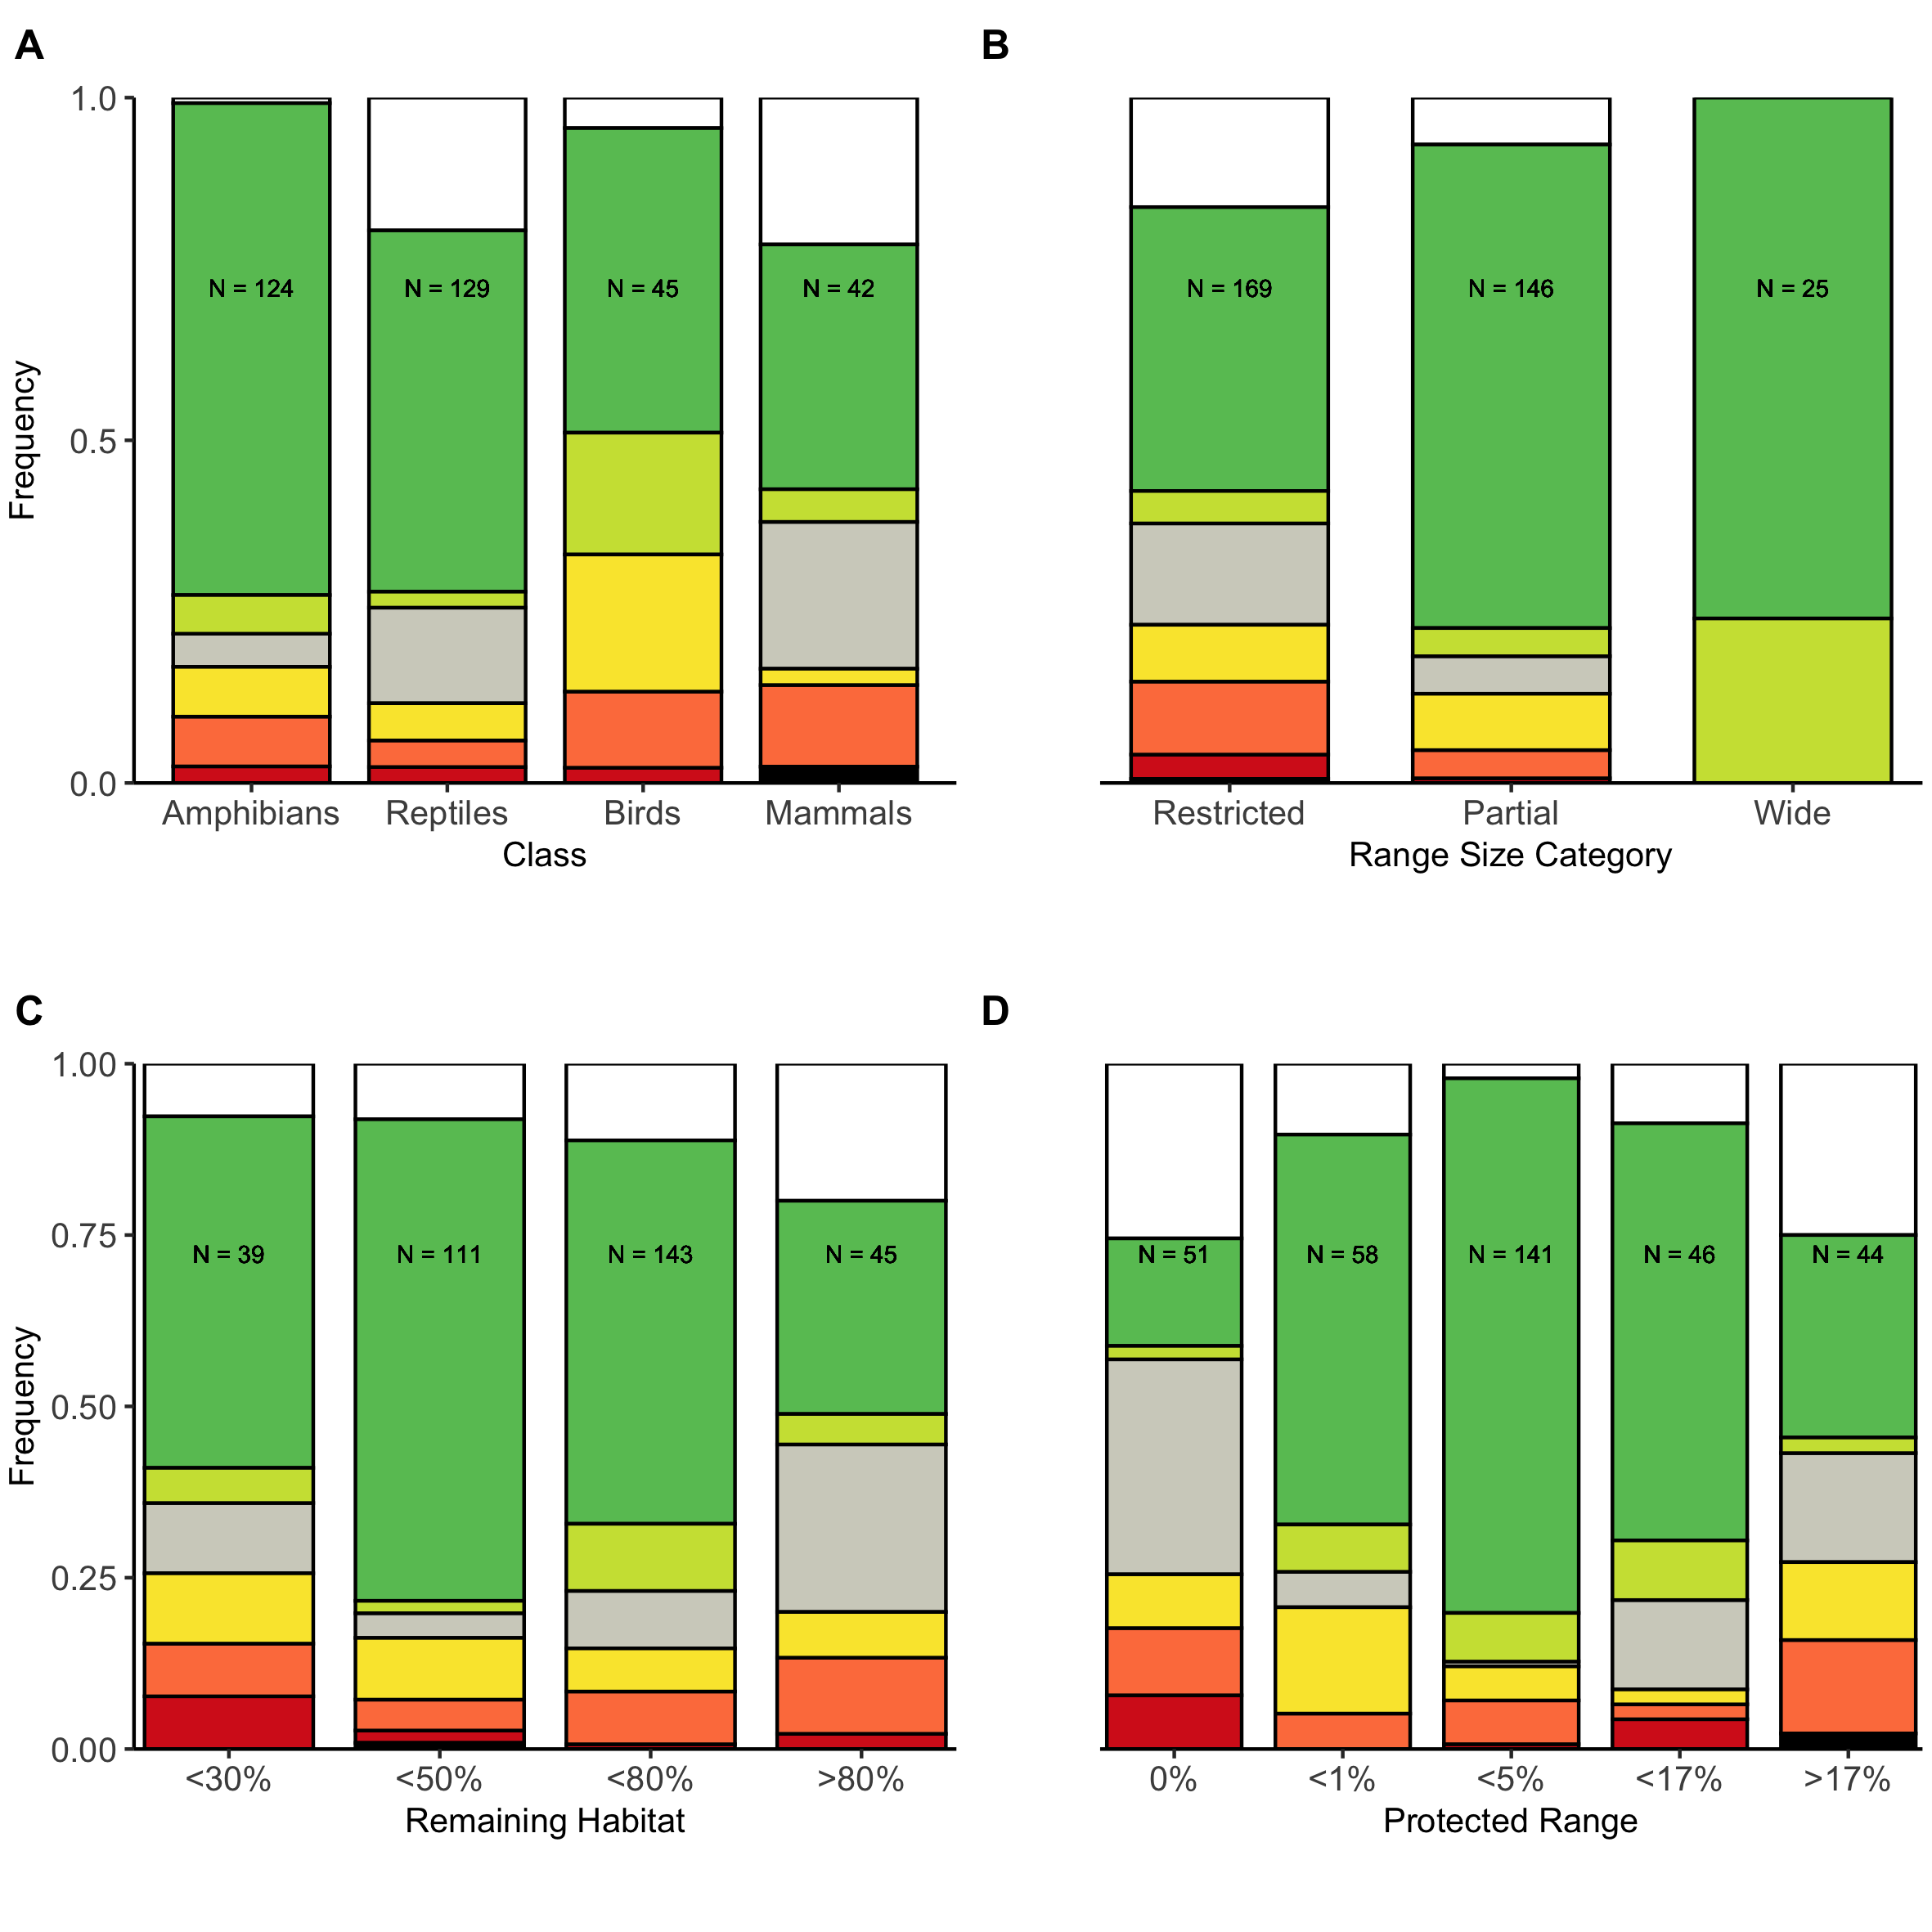 A
B
1.0
0.5
0.0
Frequency
N = 124
N = 129
N = 45
N = 42
Amphibians
Reptiles
Birds
Mammals
Class
N = 169
N = 146
N = 25
Restricted
Partial
Wide
Range Size Category
C
D
1.00
0.75
0.50
0.25
0.00
Frequency
N = 39
N = 111
N = 143
N = 45
<30%
<50%
<80%
>80%
Remaining Habitat
N = 51
N = 58
N = 141
N = 46
N = 44
0%
<1%
<5%
<17%
>17%
Protected Range